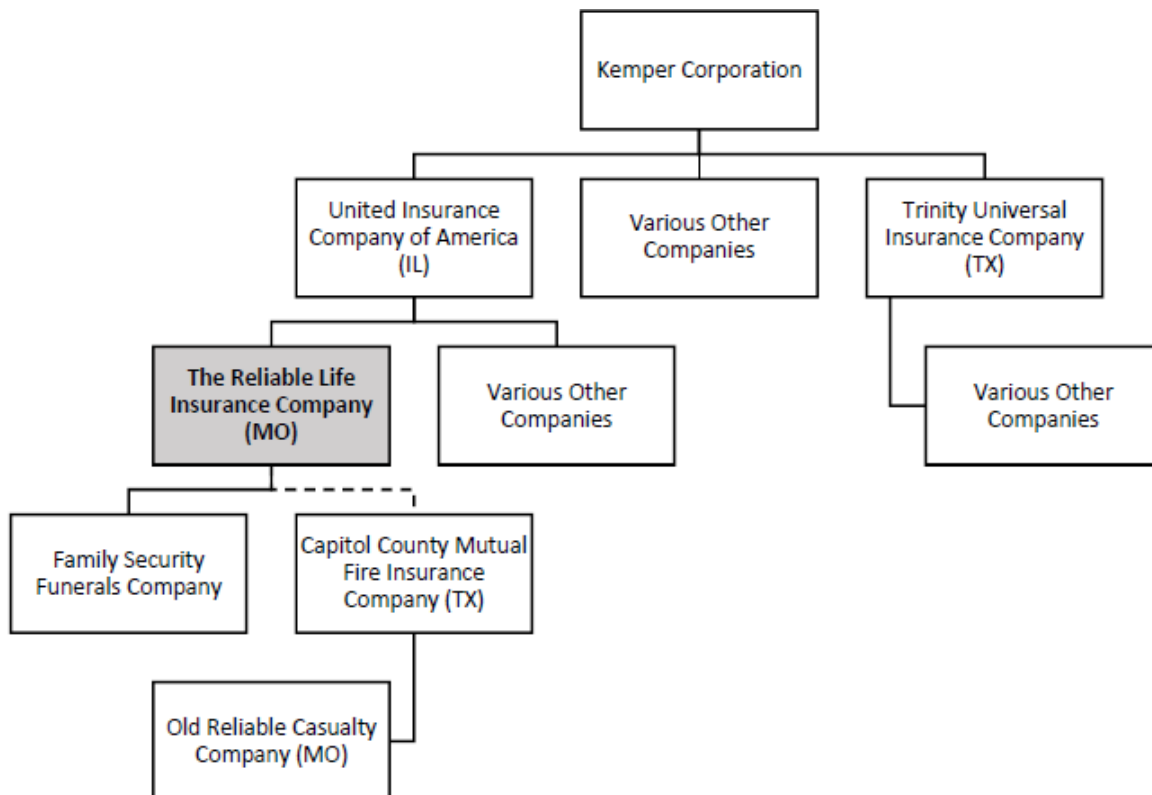 Kemper Corporation
United Insurance
Company of America
(IL)
Various Other
Companies
Trinity Universal
Insurance Company
(TX)
The Reliable Life
Insurance Company
(MO)
Various Other
Companies
Various Other
Companies
Family Security
Funerals Company
Capitol County Mutual
Fire Insurance
Company (TX)
Old Reliable Casualty
Company (MO)